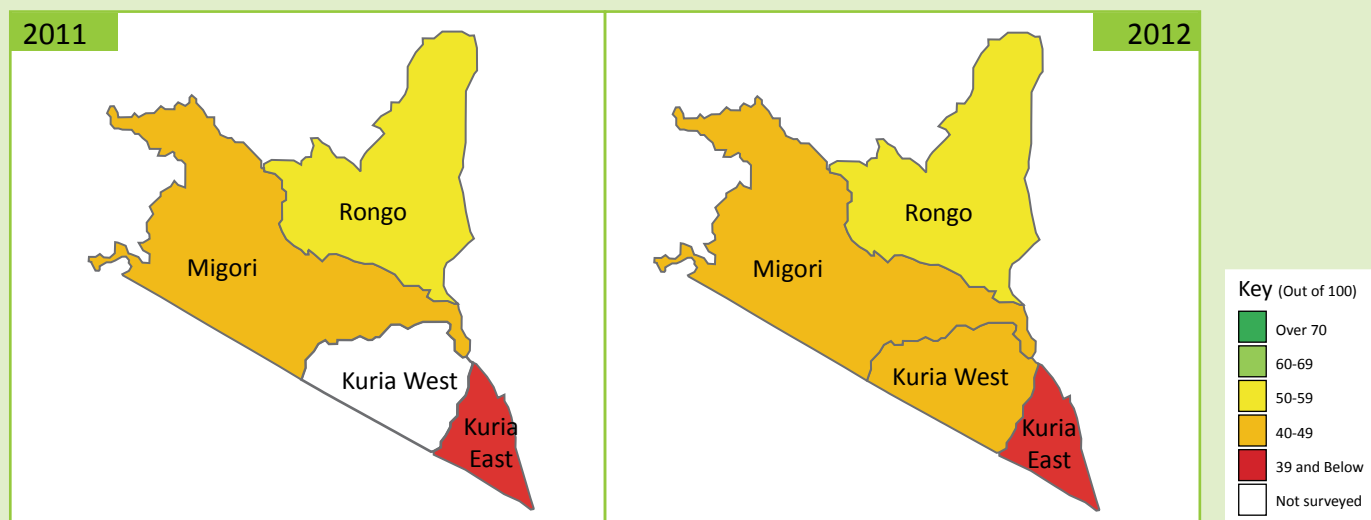 2011
Rongo
Migori
Kuria West
Kuria
East
2012
Rongo
Migori
Kuria West
Kuria
East
Key (Out of 100)
Over 70
60-69
50-59
40-49
39 and Below
Not surveyed